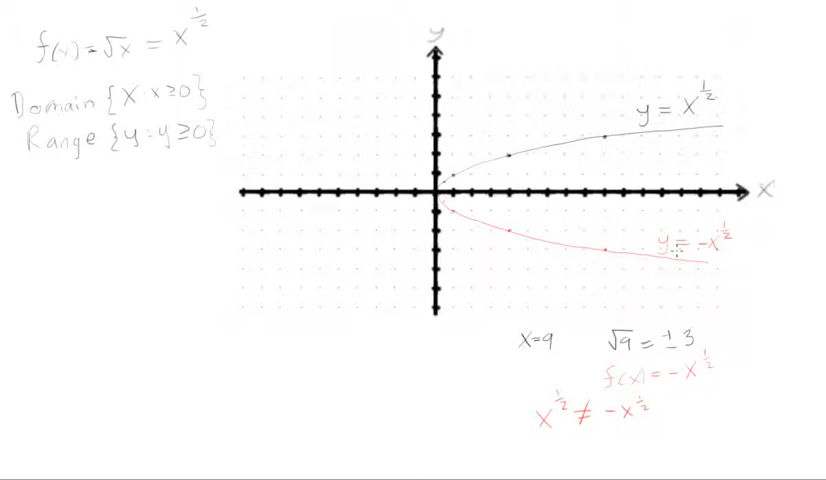 f(x) = √x = x^½
Domain {x : x ≥ 0}
Range {y : y ≥ 0}
y
y = x^½
x
y = -x^½
x=9 √9 = ±3
f(x) = -x^½
x^½ ≠ -x^½